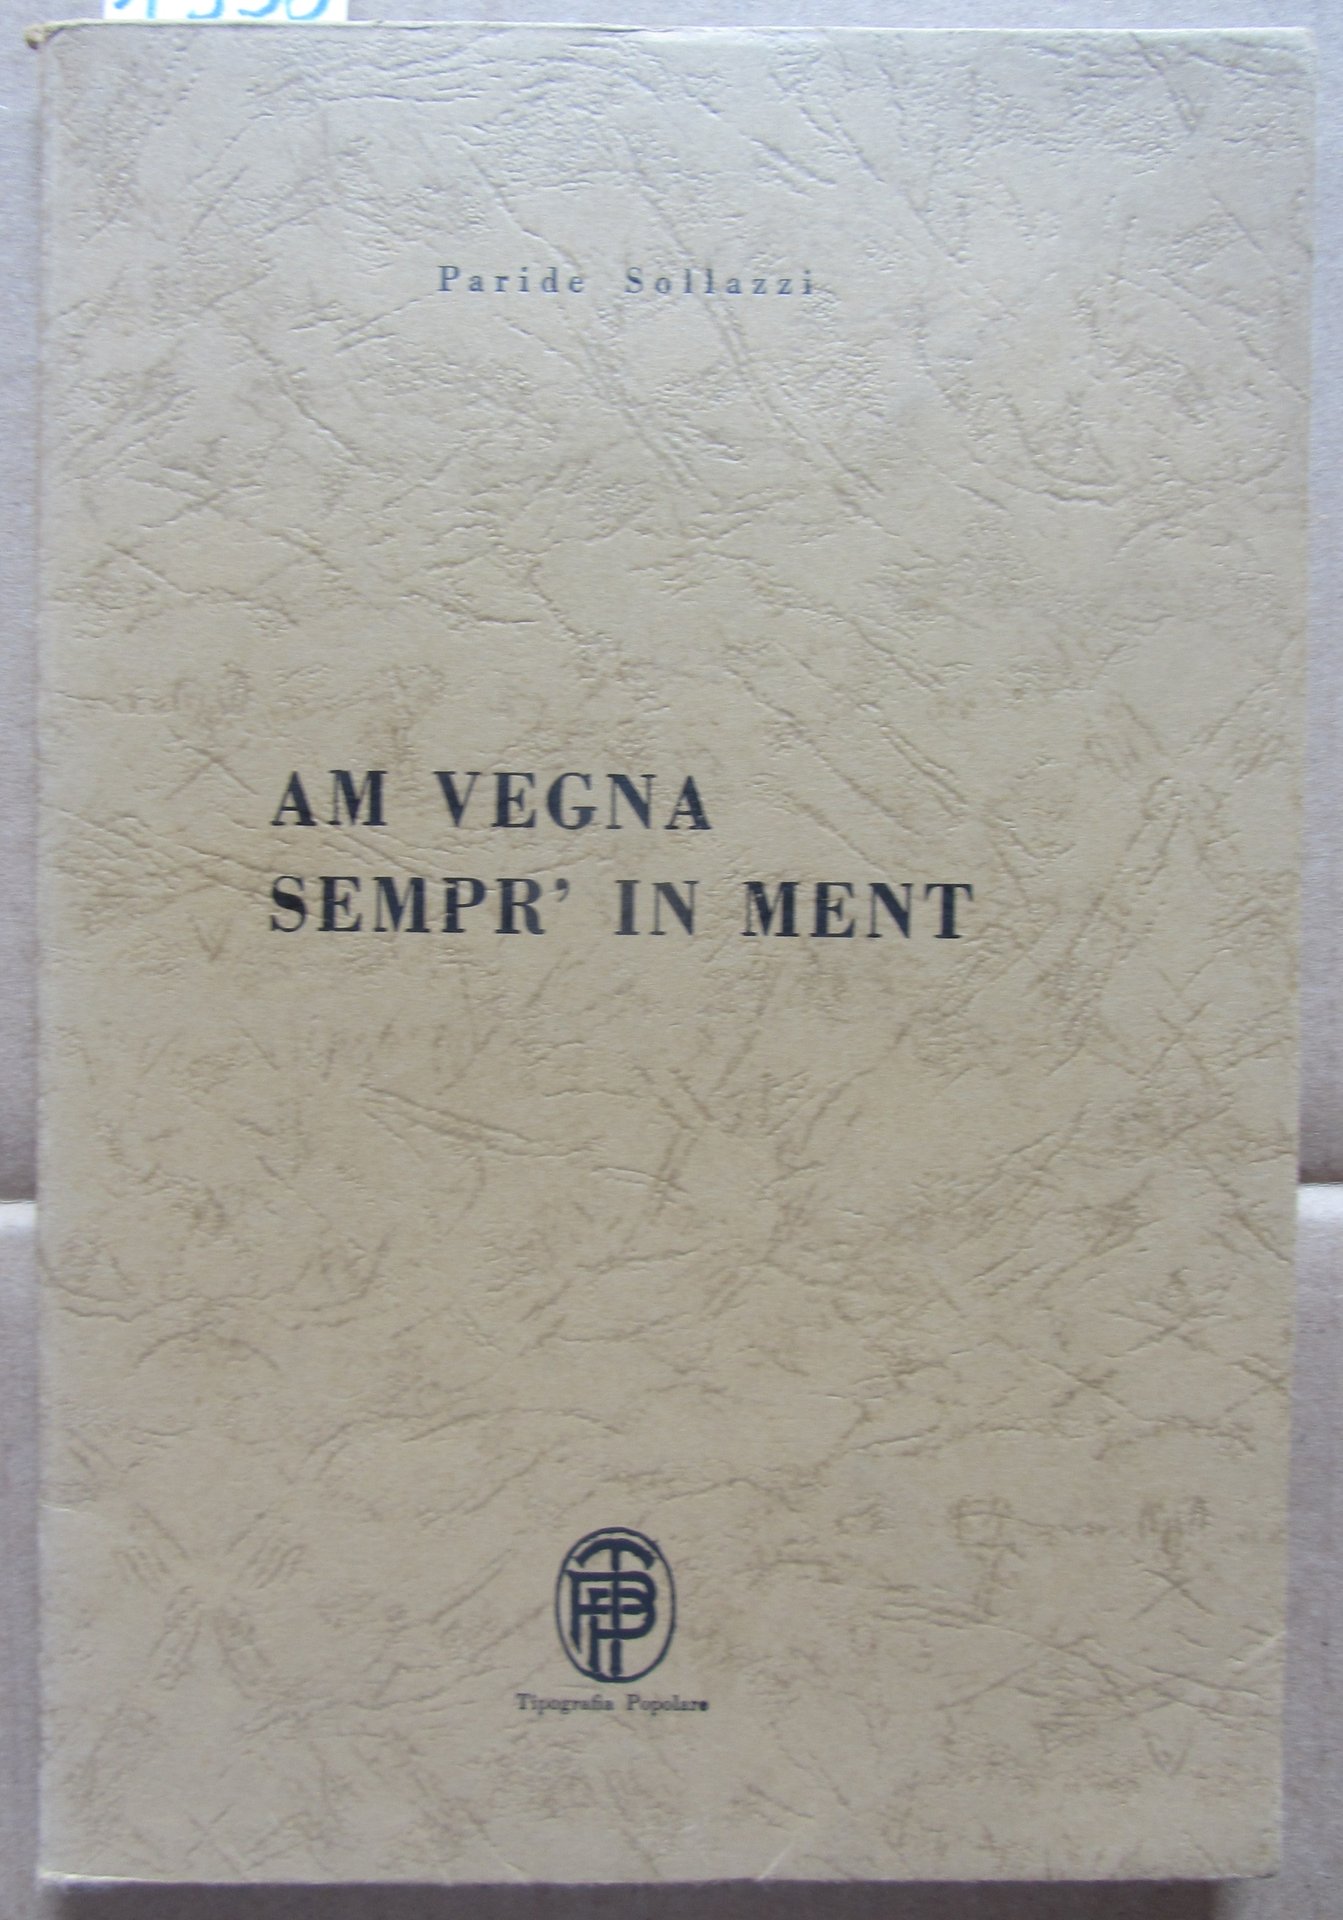 Paride Sollazzi
AM VEGNA
SEMPR' IN MENT
Tipografia Popolare